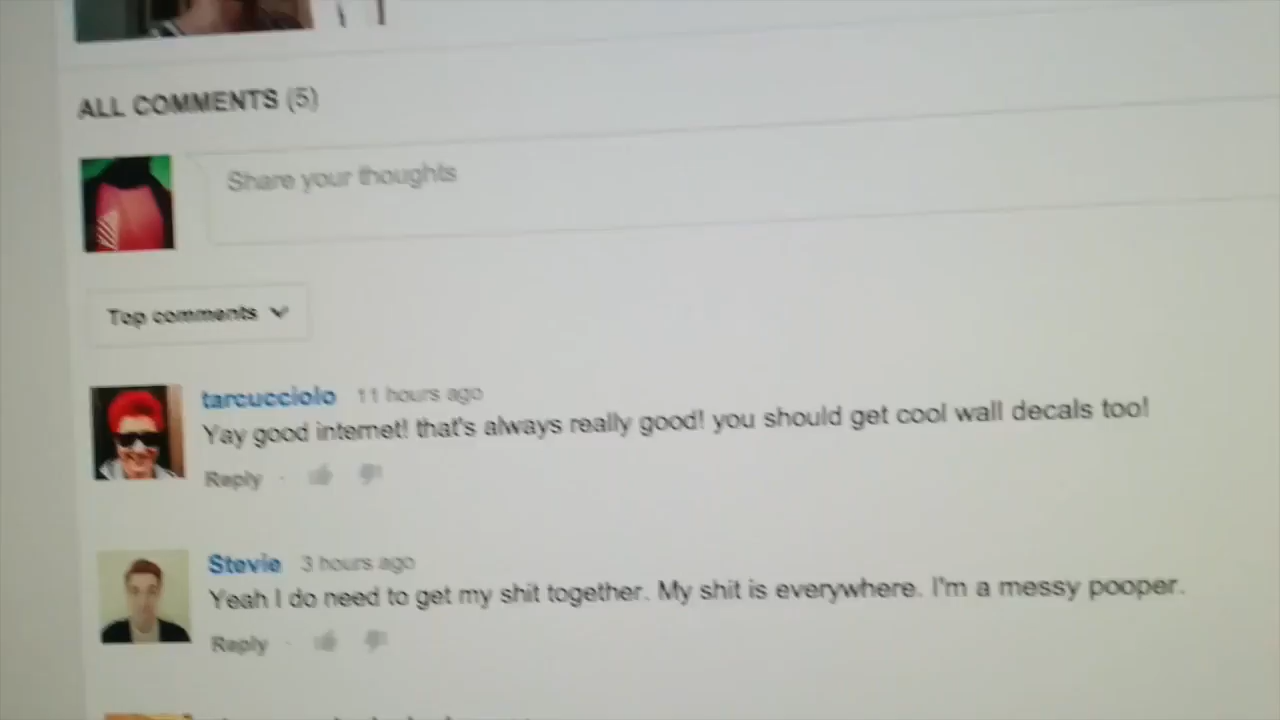 ALL COMMENTS (5)
Share your thoughts
Top comments
tarcucciolo 11 hours ago
Yay good internet! that's always really good! you should get cool wall decals too!
Reply
Stevie 3 hours ago
Yeah I do need to get my shit together. My shit is everywhere. I'm a messy pooper.
Reply